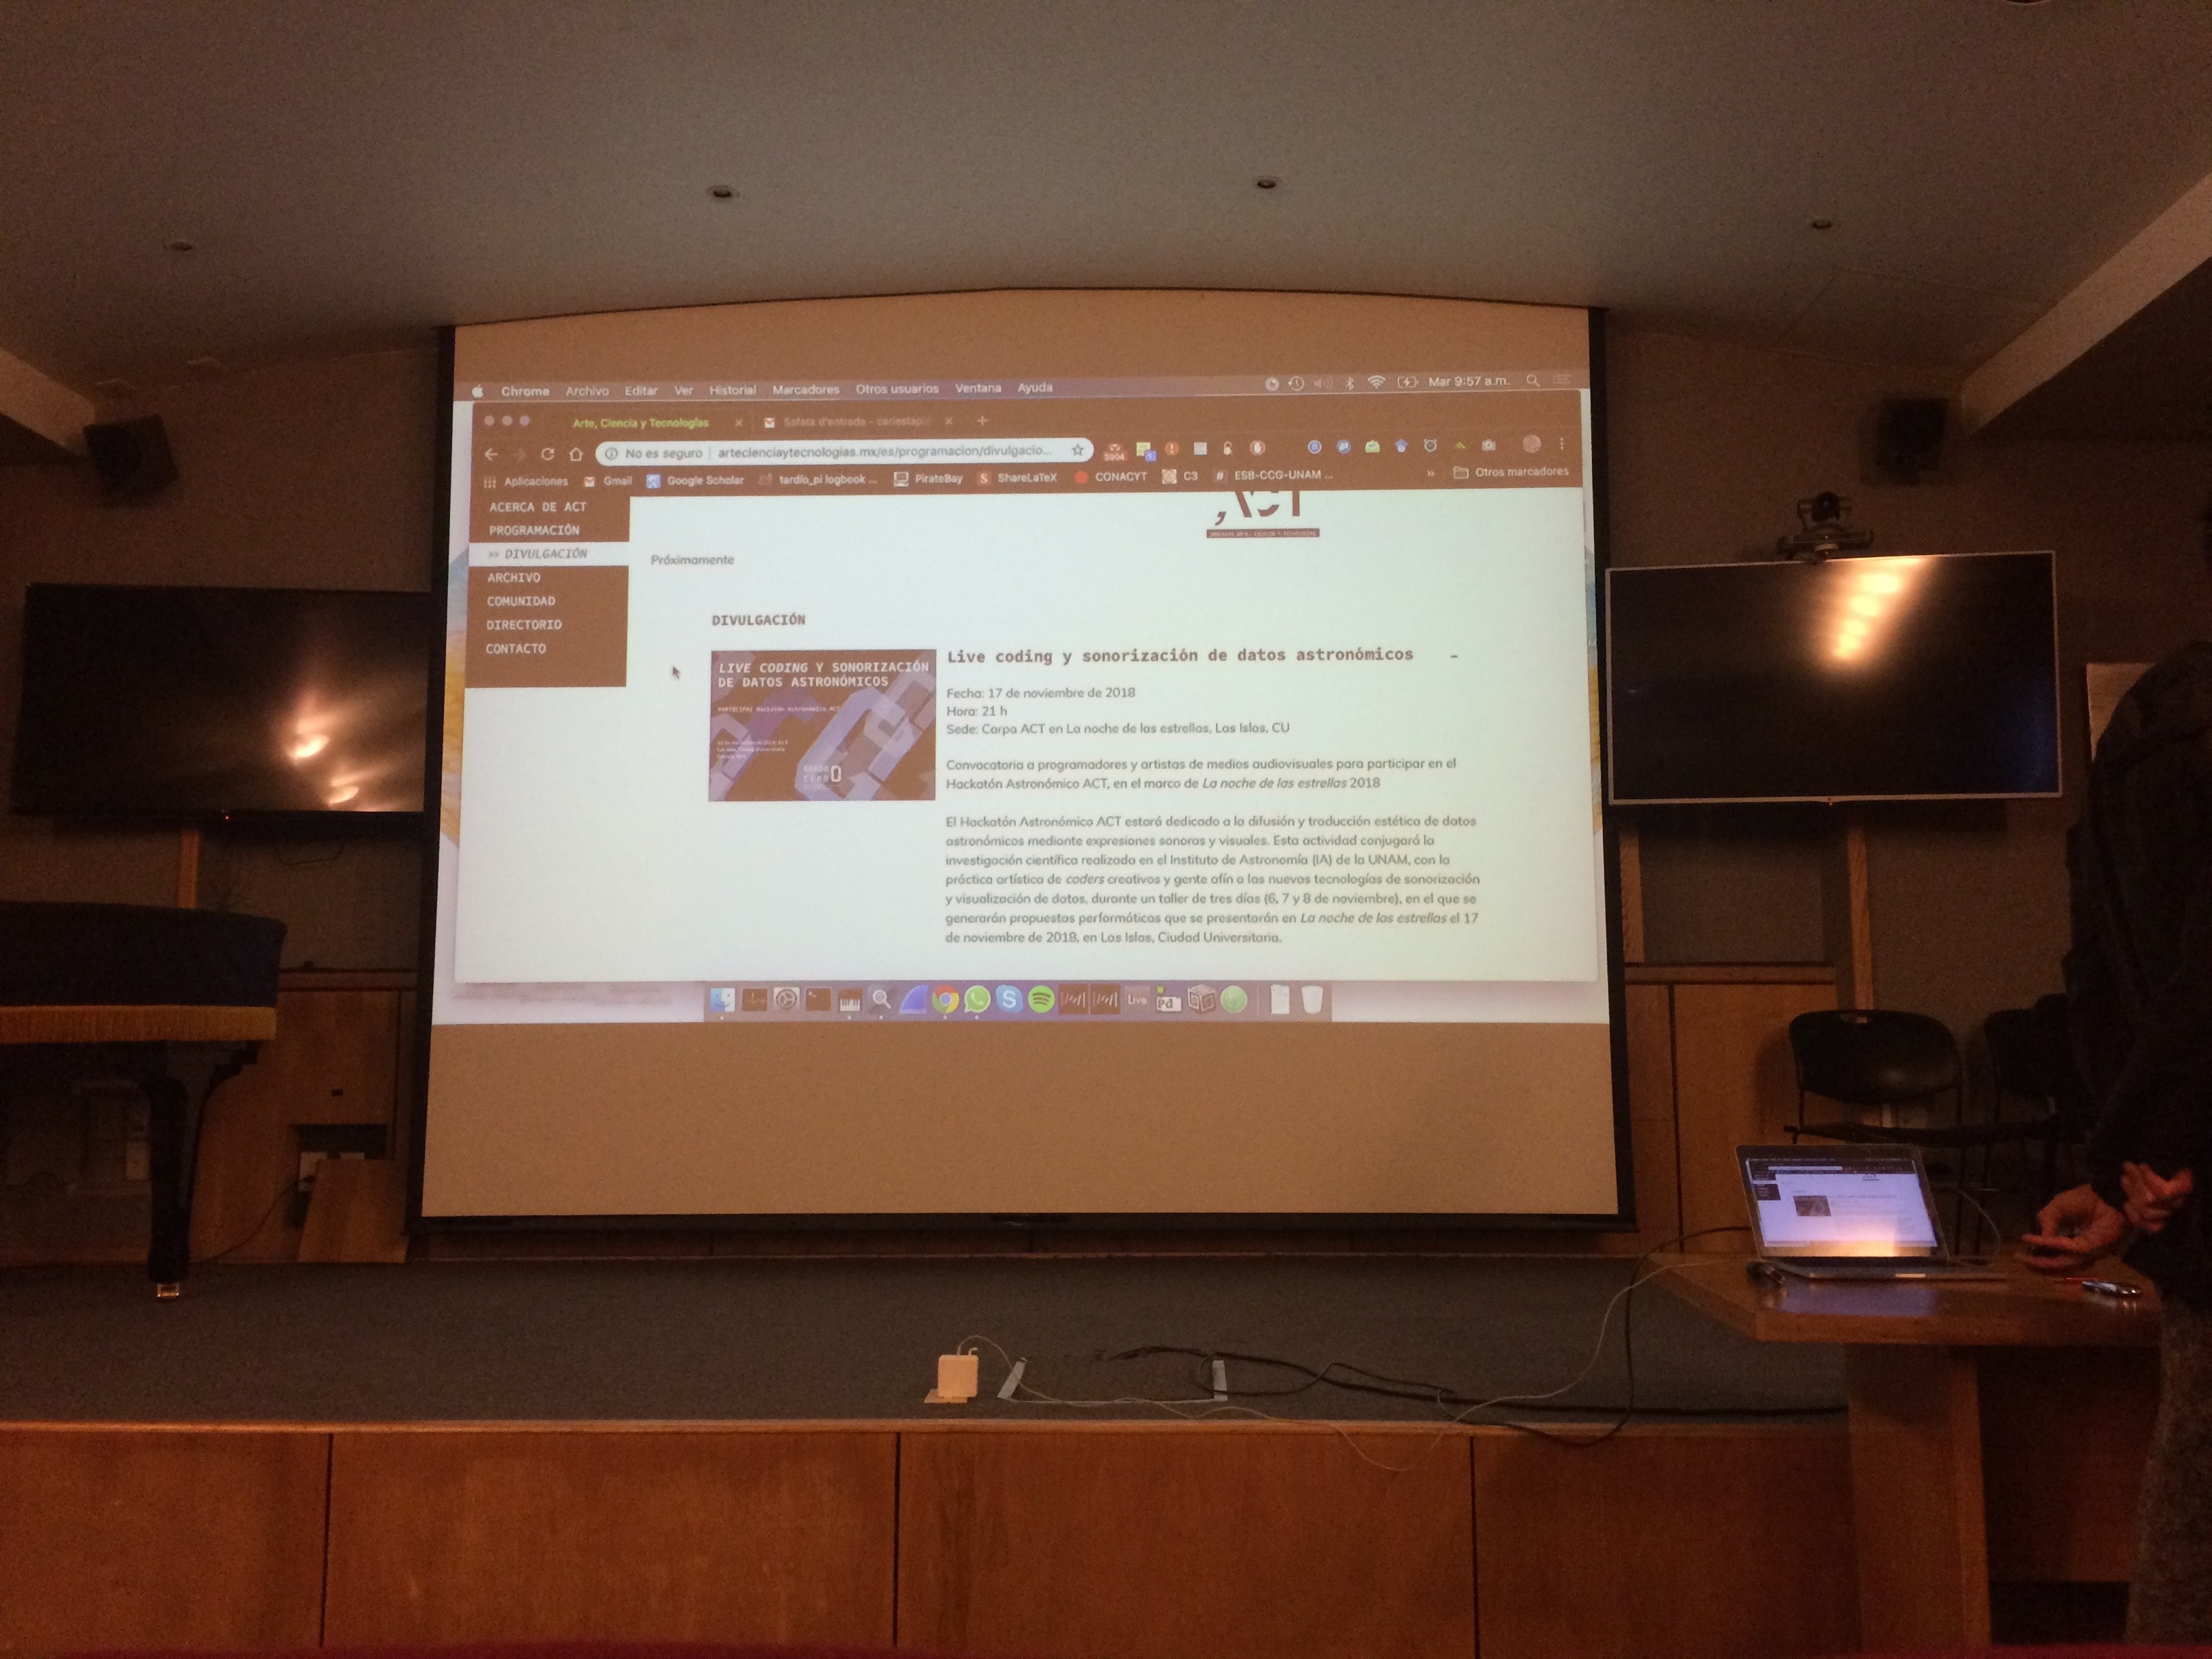 Chrome Archivo Editar Ver Historial Marcadores Otros usuarios Ventana Ayuda Mar 9:57 a.m.
Arte, Ciencia y Tecnologías Safata d'entrada -
No es seguro artecienciaytecnologias.mx/es/programacion/divulgacio...
Aplicaciones Gmail Google Scholar tardio_pi logbook ... PirateBay ShareLaTeX CONACYT C3 ESB-CCG-UNAM ... » Otros marcadores
ACERCA DE ACT
PROGRAMACIÓN
>> DIVULGACIÓN
ARCHIVO
COMUNIDAD
DIRECTORIO
CONTACTO
ACT
Próximamente
DIVULGACIÓN
LIVE CODING Y SONORIZACIÓN
DE DATOS ASTRONÓMICOS
Hackatón Astronómico ACT
Live coding y sonorización de datos astronómicos -
Fecha: 17 de noviembre de 2018
Hora: 21 h
Sede: Carpa ACT en La noche de las estrellas, Las Islas, CU
Convocatoria a programadores y artistas de medios audiovisuales para participar en el
Hackatón Astronómico ACT, en el marco de La noche de las estrellas 2018
El Hackatón Astronómico ACT estará dedicado a la difusión y traducción estética de datos
astronómicos mediante expresiones sonoras y visuales. Esta actividad conjugará la
investigación científica realizada en el Instituto de Astronomía (IA) de la UNAM, con la
práctica artística de coders creativos y gente afín a las nuevas tecnologías de sonorización
y visualización de datos, durante un taller de tres días (6, 7 y 8 de noviembre), en el que se
generarán propuestas performáticas que se presentarán en La noche de las estrellas el 17
de noviembre de 2018, en Las Islas, Ciudad Universitaria.
Live Pd